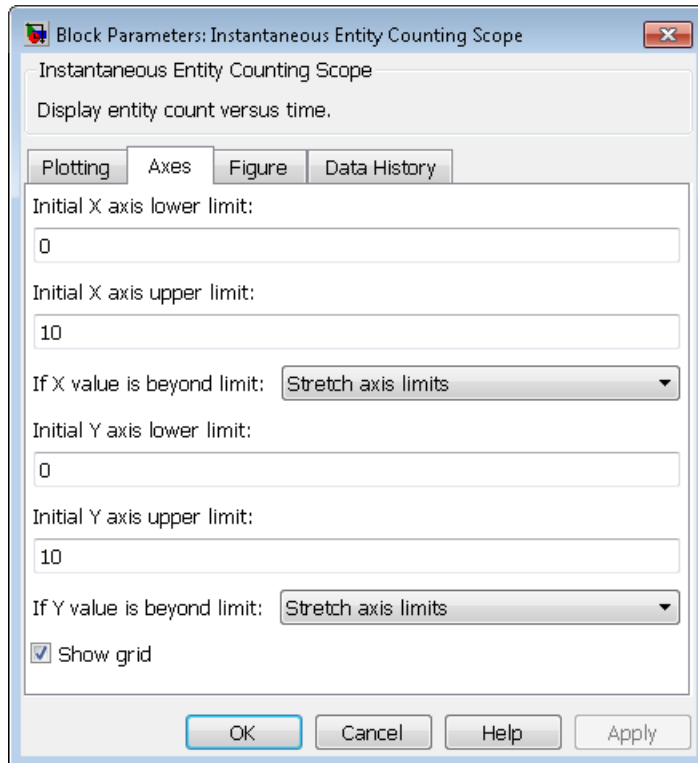 Block Parameters: Instantaneous Entity Counting Scope
Instantaneous Entity Counting Scope
Display entity count versus time.
Plotting Axes Figure Data History
Initial X axis lower limit:
0
Initial X axis upper limit:
10
If X value is beyond limit: Stretch axis limits
Initial Y axis lower limit:
0
Initial Y axis upper limit:
10
If Y value is beyond limit: Stretch axis limits
Show grid
OK Cancel Help Apply